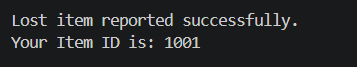 Lost item reported successfully.
Your Item ID is: 1001